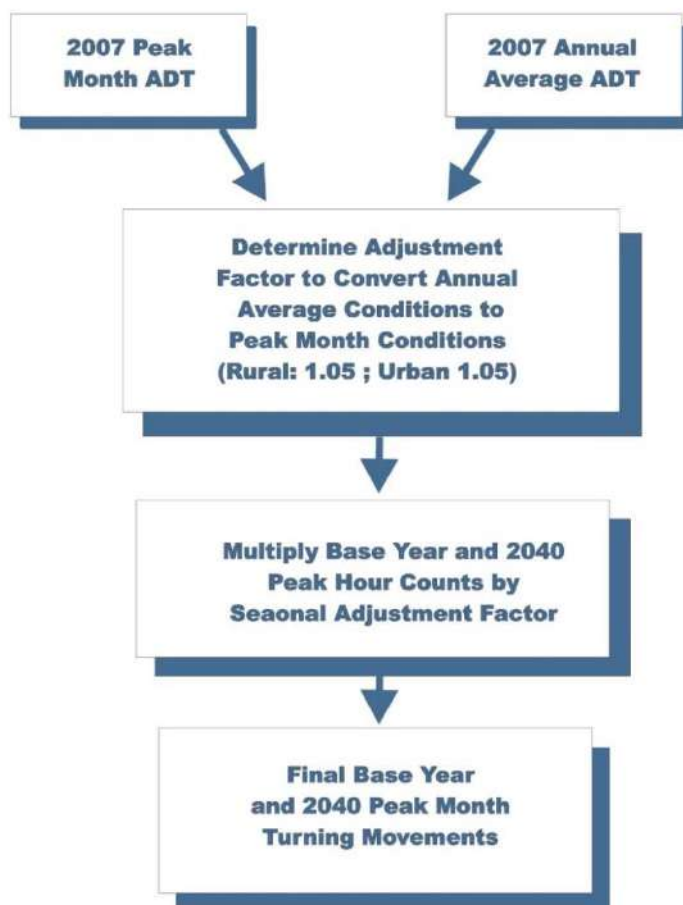 2007 Peak
Month ADT
2007 Annual
Average ADT
Determine Adjustment
Factor to Convert Annual
Average Conditions to
Peak Month Conditions
(Rural: 1.05 ; Urban 1.05)
Multiply Base Year and 2040
Peak Hour Counts by
Seaonal Adjustment Factor
Final Base Year
and 2040 Peak Month
Turning Movements